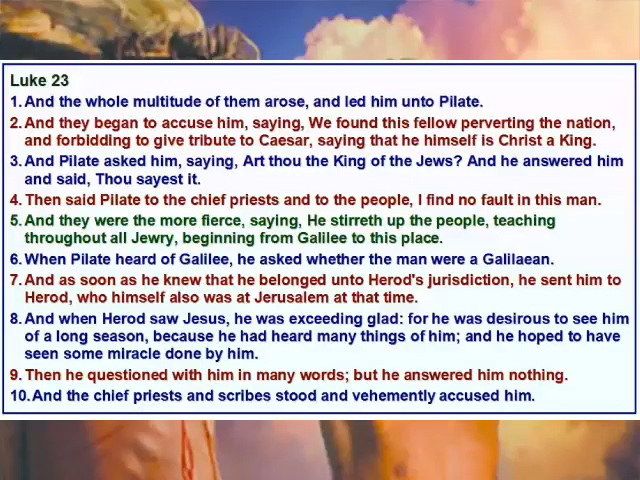 Luke 23
1. And the whole multitude of them arose, and led him unto Pilate.
2. And they began to accuse him, saying, We found this fellow perverting the nation,
and forbidding to give tribute to Caesar, saying that he himself is Christ a King.
3. And Pilate asked him, saying, Art thou the King of the Jews? And he answered him
and said, Thou sayest it.
4. Then said Pilate to the chief priests and to the people, I find no fault in this man.
5. And they were the more fierce, saying, He stirreth up the people, teaching
throughout all Jewry, beginning from Galilee to this place.
6. When Pilate heard of Galilee, he asked whether the man were a Galilaean.
7. And as soon as he knew that he belonged unto Herod's jurisdiction, he sent him to
Herod, who himself also was at Jerusalem at that time.
8. And when Herod saw Jesus, he was exceeding glad: for he was desirous to see him
of a long season, because he had heard many things of him; and he hoped to have
seen some miracle done by him.
9. Then he questioned with him in many words; but he answered him nothing.
10. And the chief priests and scribes stood and vehemently accused him.